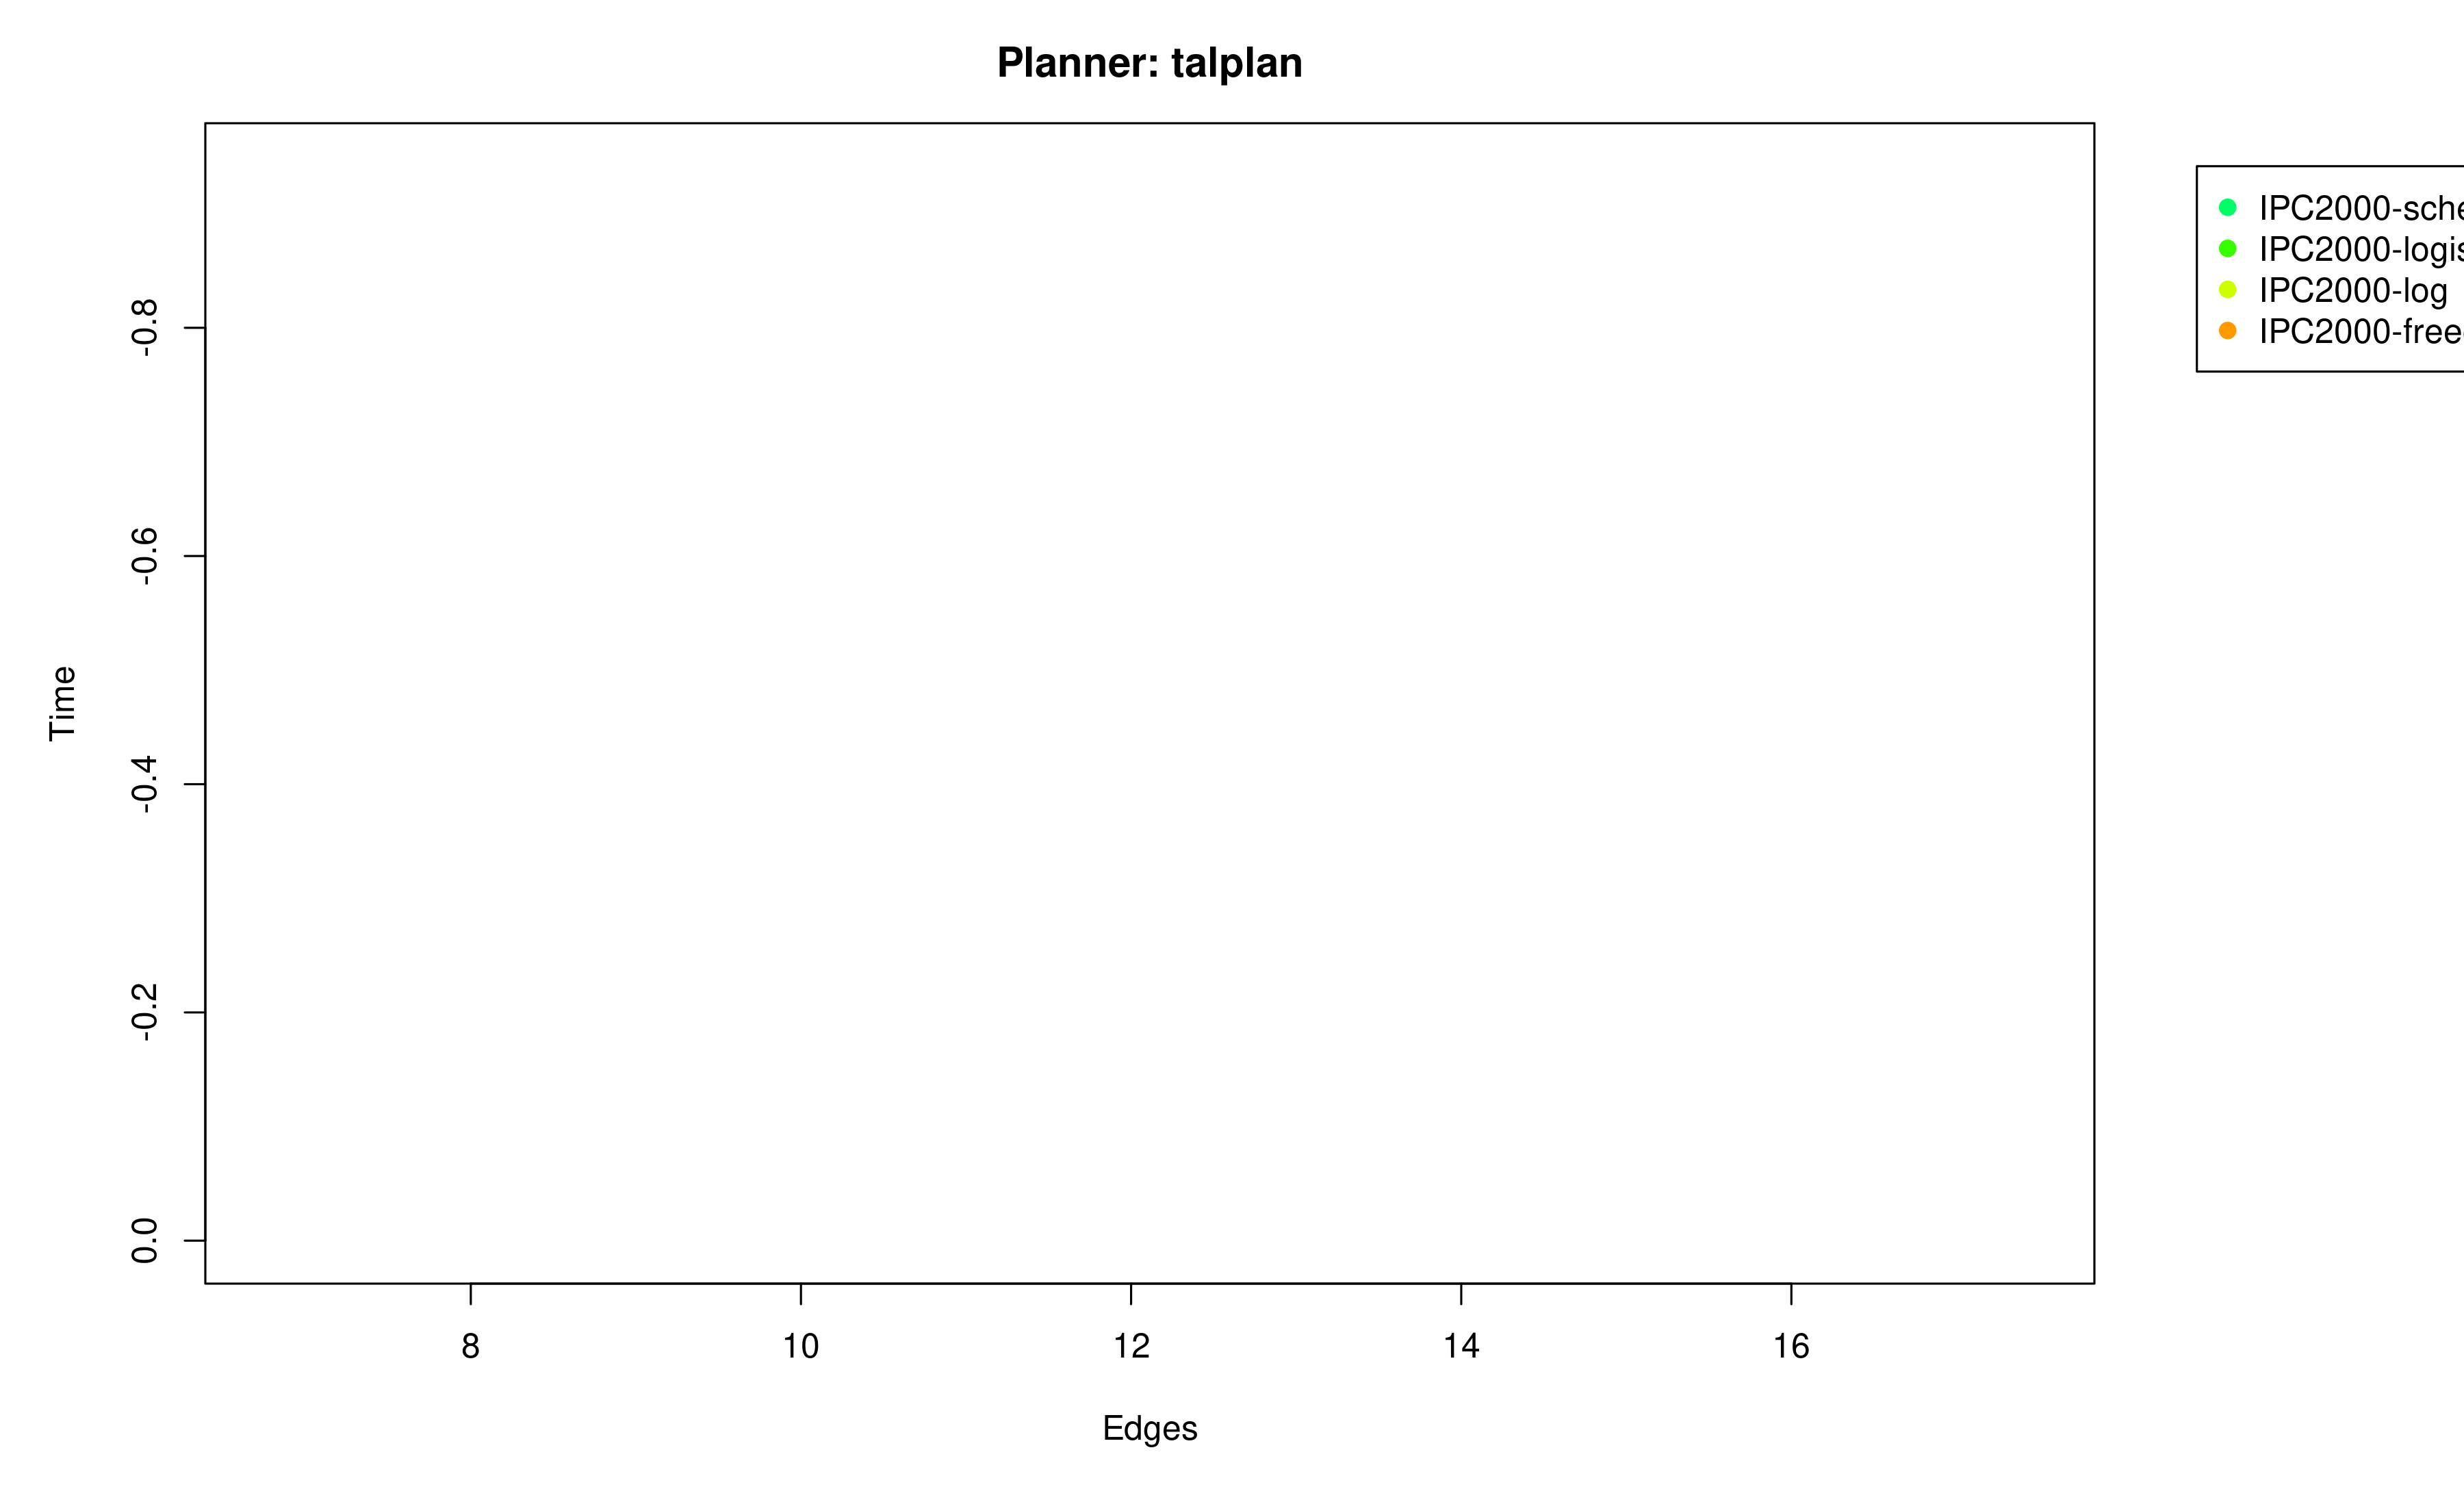 Planner: talplan
IPC2000-sche
IPC2000-logis
IPC2000-log
IPC2000-free
-0.8
-0.6
-0.4
-0.2
0.0
Time
8 10 12 14 16
Edges